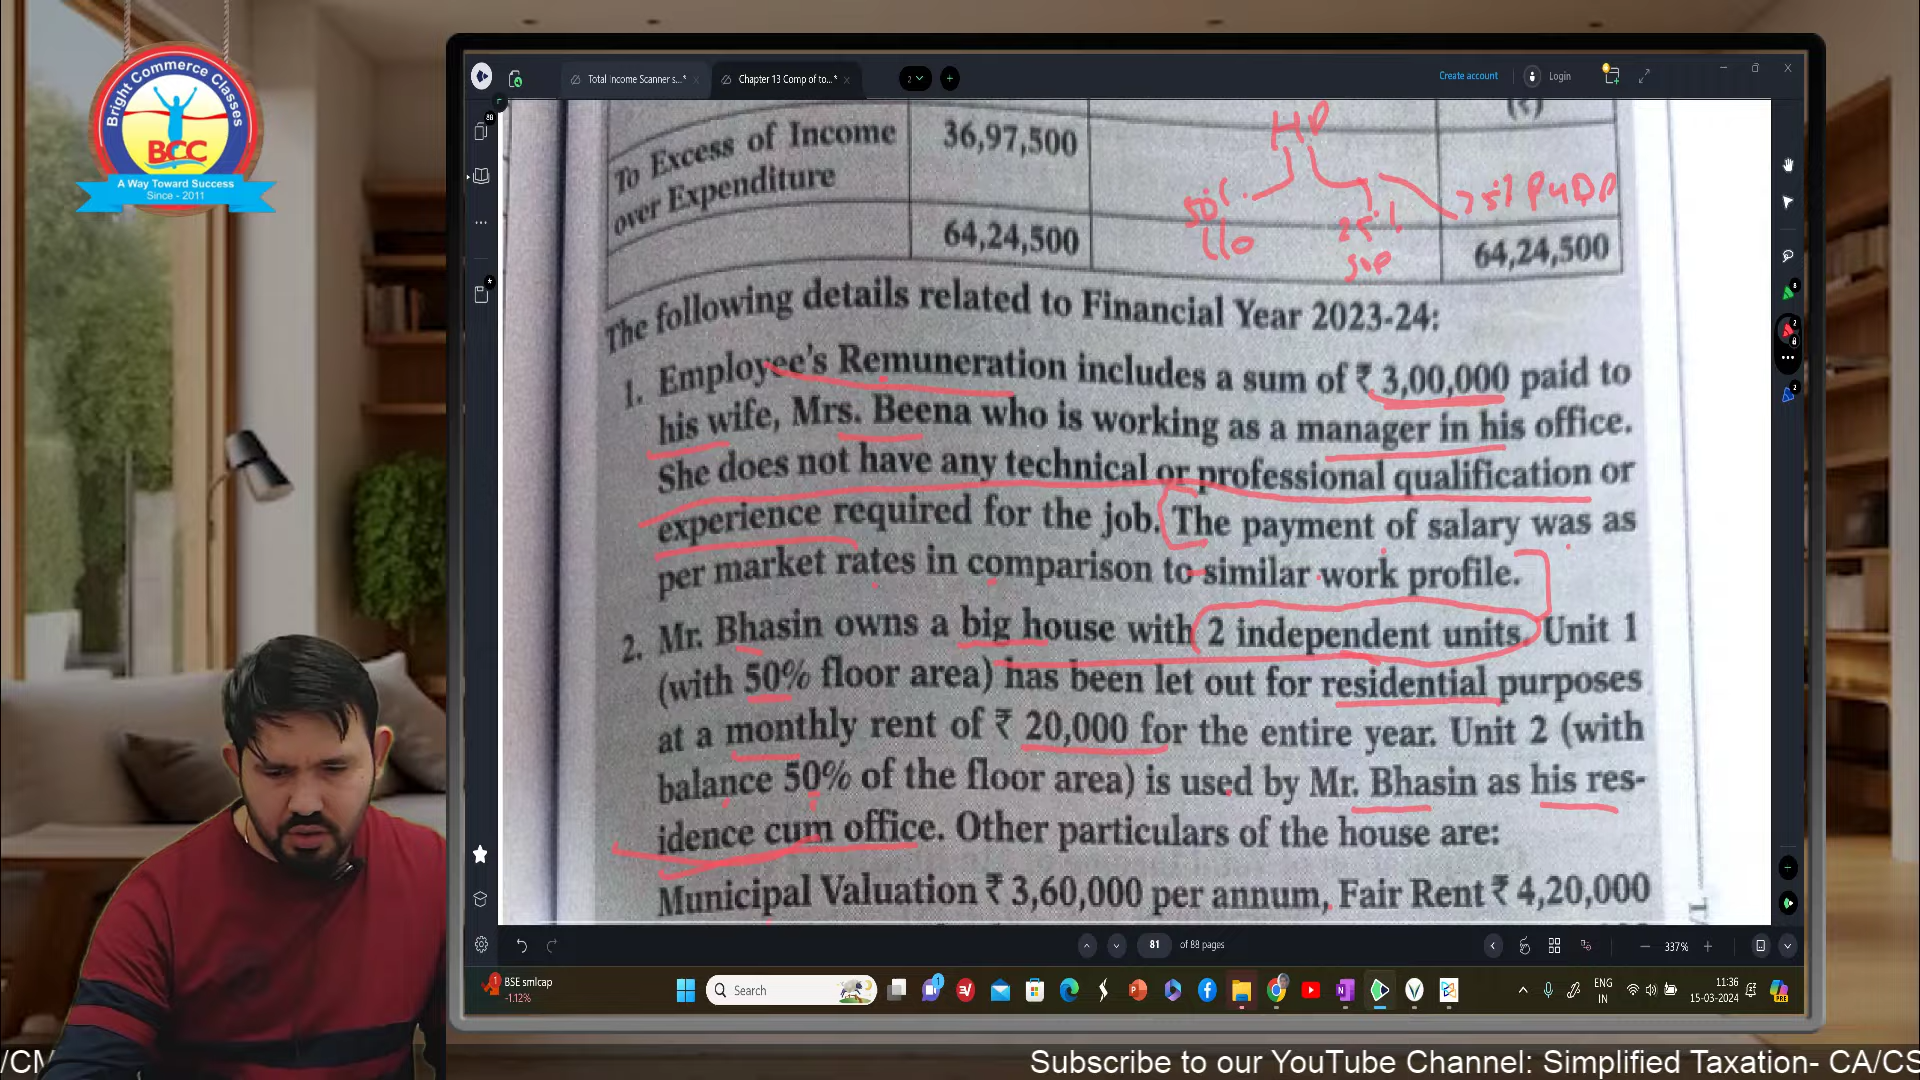 Bright Commerce Classes
BCC
A Way Toward Success
Since - 2011
Total Income Scanner s...*
Chapter 13 Comp of to...*
2
Create account
Login
To Excess of Income
over Expenditure
36,97,500
(₹)
64,24,500
64,24,500
HP
50%
LLO
25%
SOP
25% PUBP
The following details related to Financial Year 2023-24:
1. Employee's Remuneration includes a sum of ₹ 3,00,000 paid to
his wife, Mrs. Beena who is working as a manager in his office.
She does not have any technical or professional qualification or
experience required for the job. The payment of salary was as
per market rates in comparison to similar work profile.
2. Mr. Bhasin owns a big house with 2 independent units. Unit 1
(with 50% floor area) has been let out for residential purposes
at a monthly rent of ₹ 20,000 for the entire year. Unit 2 (with
balance 50% of the floor area) is used by Mr. Bhasin as his res-
idence cum office. Other particulars of the house are:
Municipal Valuation ₹ 3,60,000 per annum, Fair Rent ₹ 4,20,000
81 of 88 pages
337%
BSE smlcap
-1.12%
Search
ENG
IN
11:36
15-03-2024
/CM
Subscribe to our YouTube Channel: Simplified Taxation- CA/CS